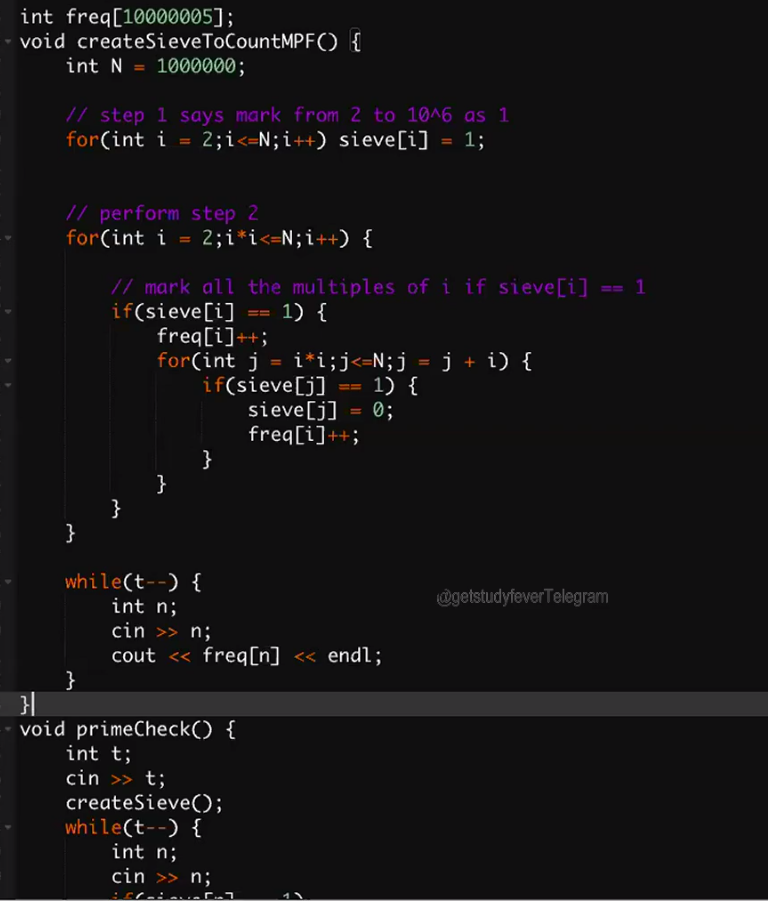 int freq[10000005];
void createSieveToCountMPF() {
    int N = 1000000;
    // step 1 says mark from 2 to 10^6 as 1
    for(int i = 2;i<=N;i++) sieve[i] = 1;
    // perform step 2
    for(int i = 2;i*i<=N;i++) {
        // mark all the multiples of i if sieve[i] == 1
        if(sieve[i] == 1) {
            freq[i]++;
            for(int j = i*i;j<=N;j = j + i) {
                if(sieve[j] == 1) {
                    sieve[j] = 0;
                    freq[i]++;
                }
            }
        }
    }
    while(t--) {
        int n;
@getstudyfeverTelegram
        cin >> n;
        cout << freq[n] << endl;
    }
}
void primeCheck() {
    int t;
    cin >> t;
    createSieve();
    while(t--) {
        int n;
        cin >> n;